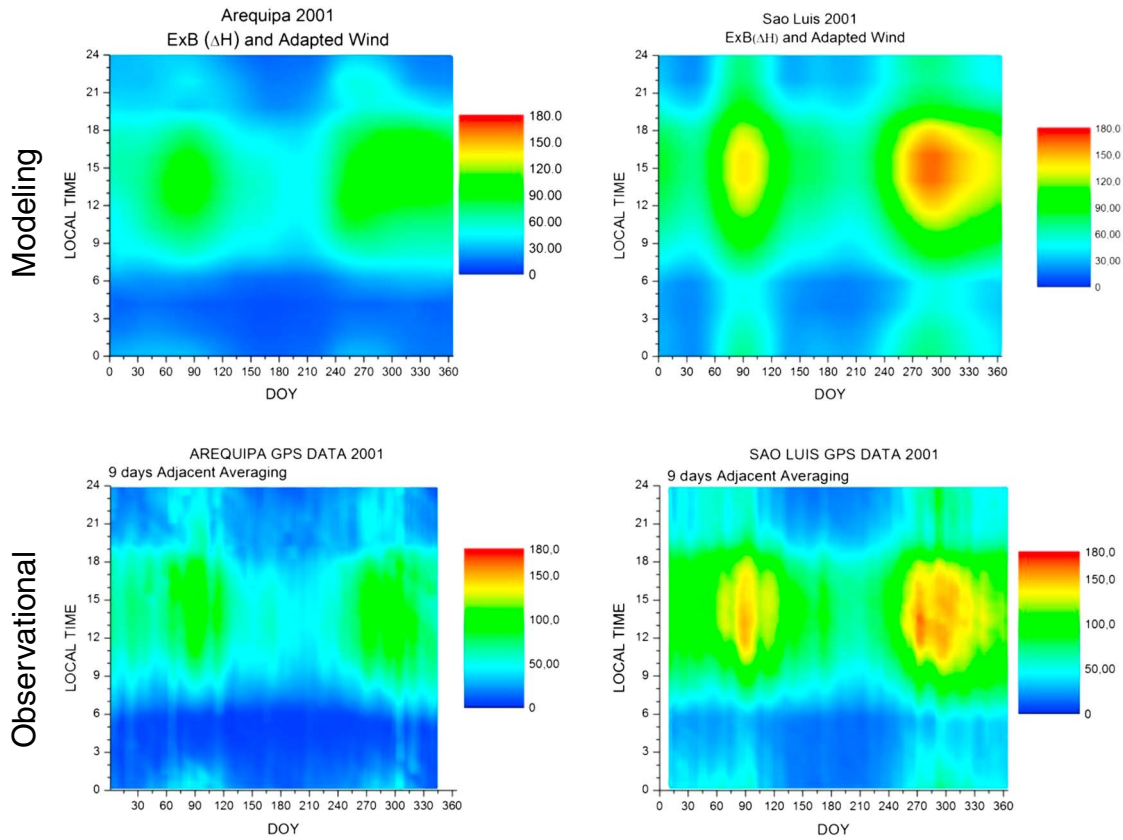 Modeling
Arequipa 2001
ExB (ΔH) and Adapted Wind
24
21
18
15
12
9
6
3
0
LOCAL TIME
0 30 60 90 120 150 180 210 240 270 300 330 360
DOY
180.0
150.0
120.0
90.00
60.00
30.00
0
Sao Luis 2001
ExB(ΔH) and Adapted Wind
24
21
18
15
12
9
6
3
0
LOCAL TIME
0 30 60 90 120 150 180 210 240 270 300 330 360
DOY
180.0
150.0
120.0
90.00
60.00
30.00
0
Observational
AREQUIPA GPS DATA 2001
9 days Adjacent Averaging
24
21
18
15
12
9
6
3
0
LOCAL TIME
30 60 90 120 150 180 210 240 270 300 330 360
DOY
180,0
150,0
100,0
50,00
0
SAO LUIS GPS DATA 2001
9 days Adjacent Averaging
24
21
18
15
12
9
6
3
0
LOCAL TIME
0 30 60 90 120 150 180 210 240 270 300 330 360
DOY
180,0
150,0
100,0
50,00
0